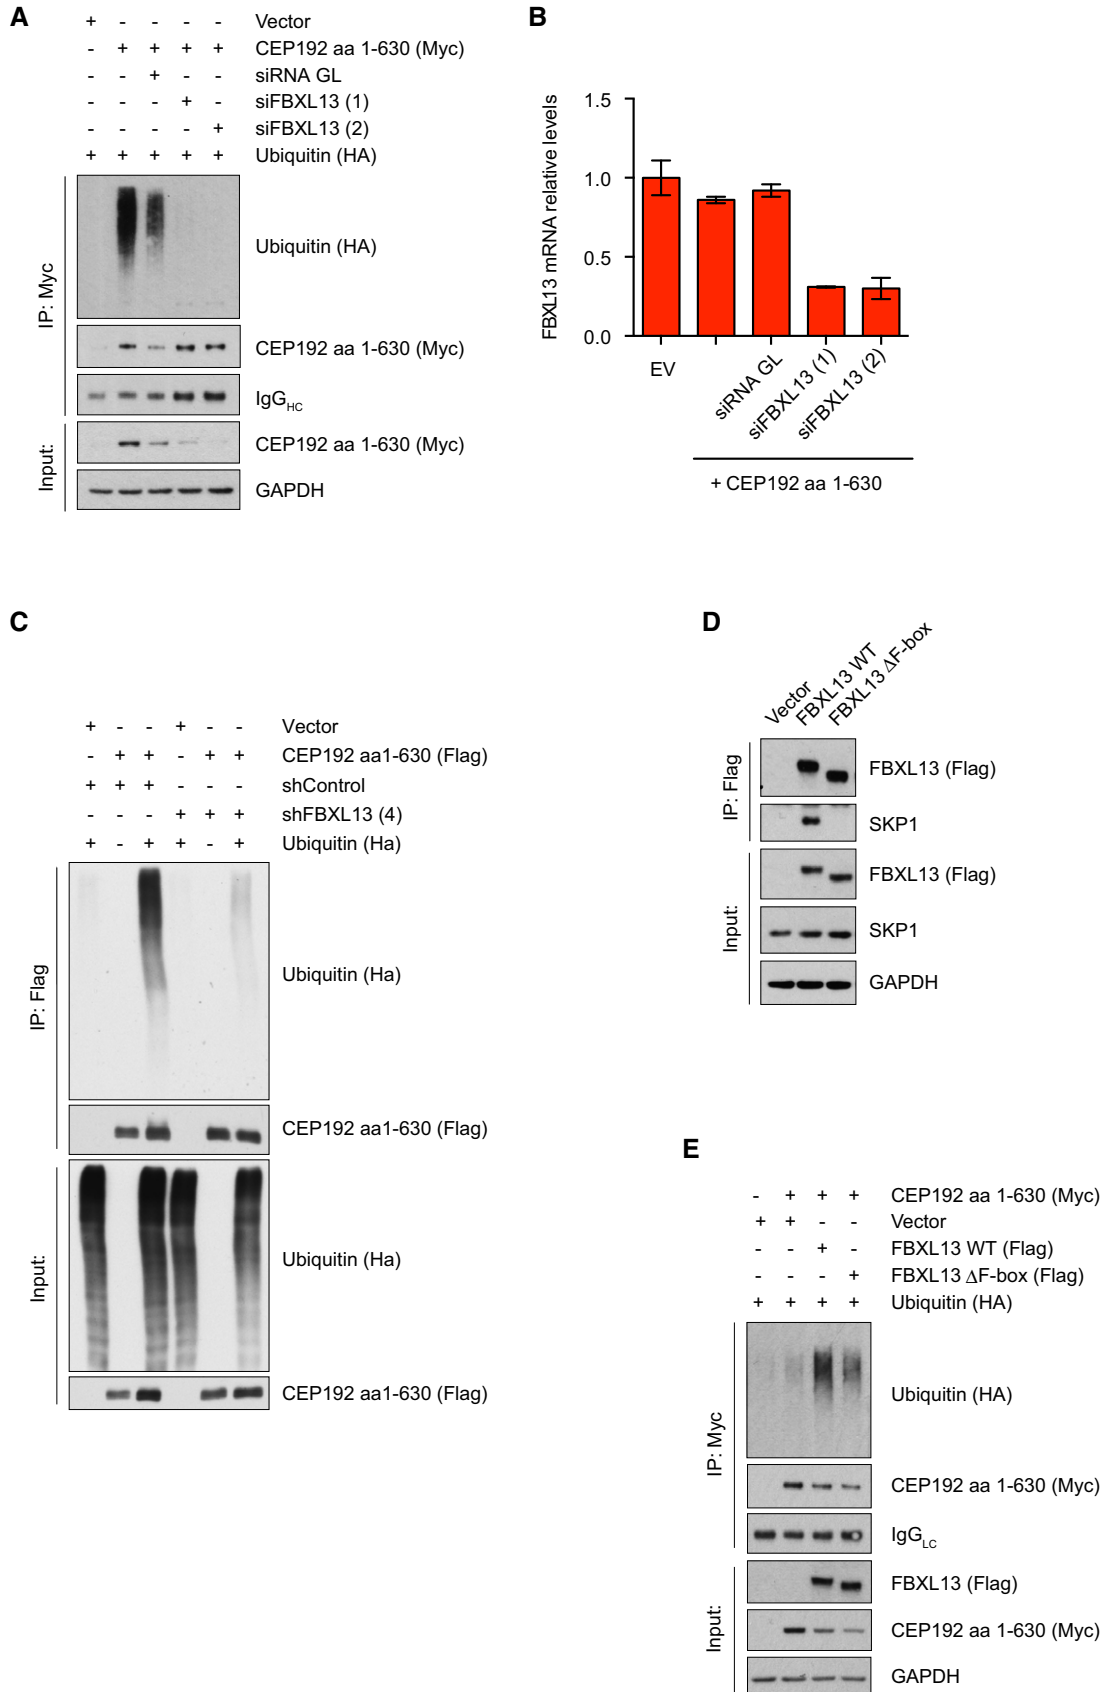 A
+ - - - - Vector
- + + + + CEP192 aa 1-630 (Myc)
- - + - - siRNA GL
- - - + - siFBXL13 (1)
- - - - + siFBXL13 (2)
+ + + + + Ubiquitin (HA)
IP: Myc
Ubiquitin (HA)
CEP192 aa 1-630 (Myc)
IgGHC
Input:
CEP192 aa 1-630 (Myc)
GAPDH
B
FBXL13 mRNA relative levels
1.5
1.0
0.5
0.0
EV
siRNA GL
siFBXL13 (1)
siFBXL13 (2)
+ CEP192 aa 1-630
C
+ - - + - - Vector
- + + - + + CEP192 aa1-630 (Flag)
+ + + - - - shControl
- - - + + + shFBXL13 (4)
+ - + + - + Ubiquitin (Ha)
IP: Flag
Ubiquitin (Ha)
CEP192 aa1-630 (Flag)
Input:
Ubiquitin (Ha)
CEP192 aa1-630 (Flag)
D
Vector
FBXL13 WT
FBXL13 ΔF-box
IP: Flag
FBXL13 (Flag)
SKP1
Input:
FBXL13 (Flag)
SKP1
GAPDH
E
- + + + CEP192 aa 1-630 (Myc)
+ + - - Vector
- - + - FBXL13 WT (Flag)
- - - + FBXL13 ΔF-box (Flag)
+ + + + Ubiquitin (HA)
IP: Myc
Ubiquitin (HA)
CEP192 aa 1-630 (Myc)
IgGLC
Input:
FBXL13 (Flag)
CEP192 aa 1-630 (Myc)
GAPDH